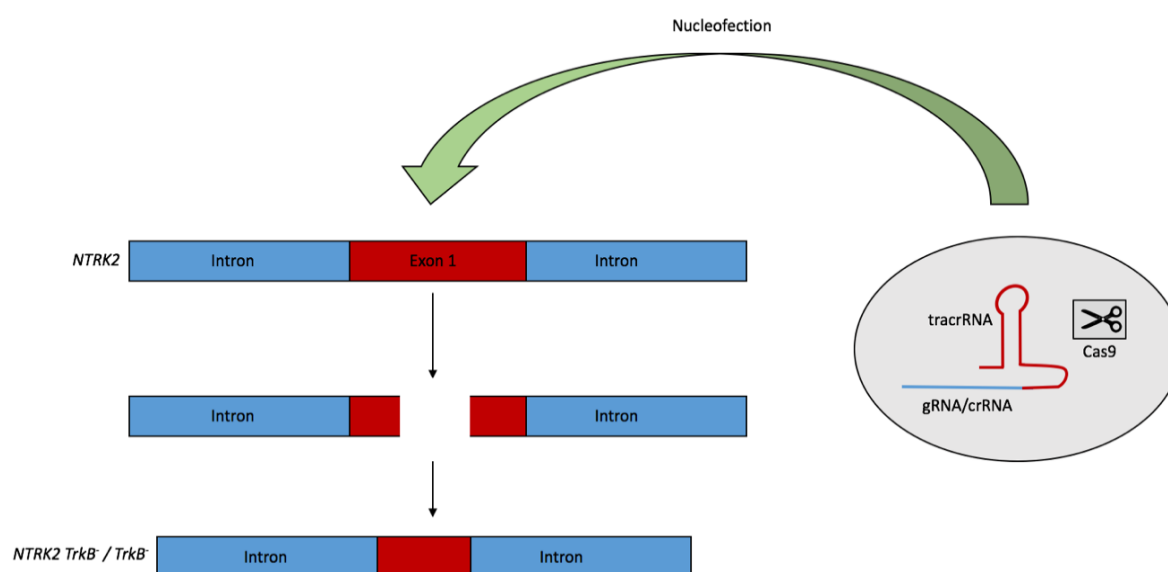 Nucleofection
NTRK2
Intron
Exon 1
Intron
tracrRNA
Cas9
gRNA/crRNA
Intron
Intron
NTRK2 TrkB⁻ / TrkB⁻
Intron
Intron